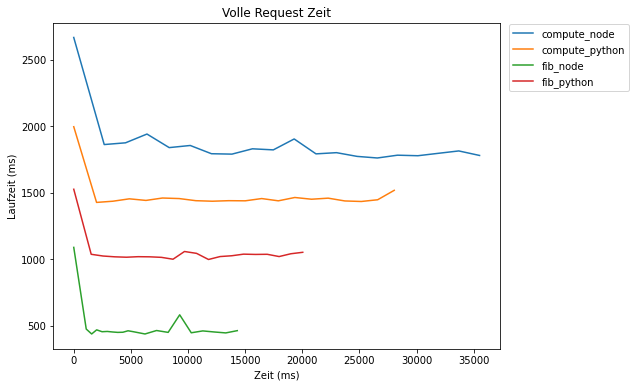 Volle Request Zeit
compute_node
compute_python
fib_node
fib_python
Laufzeit (ms)
2500
2000
1500
1000
500
0
5000
10000
15000
20000
25000
30000
35000
Zeit (ms)